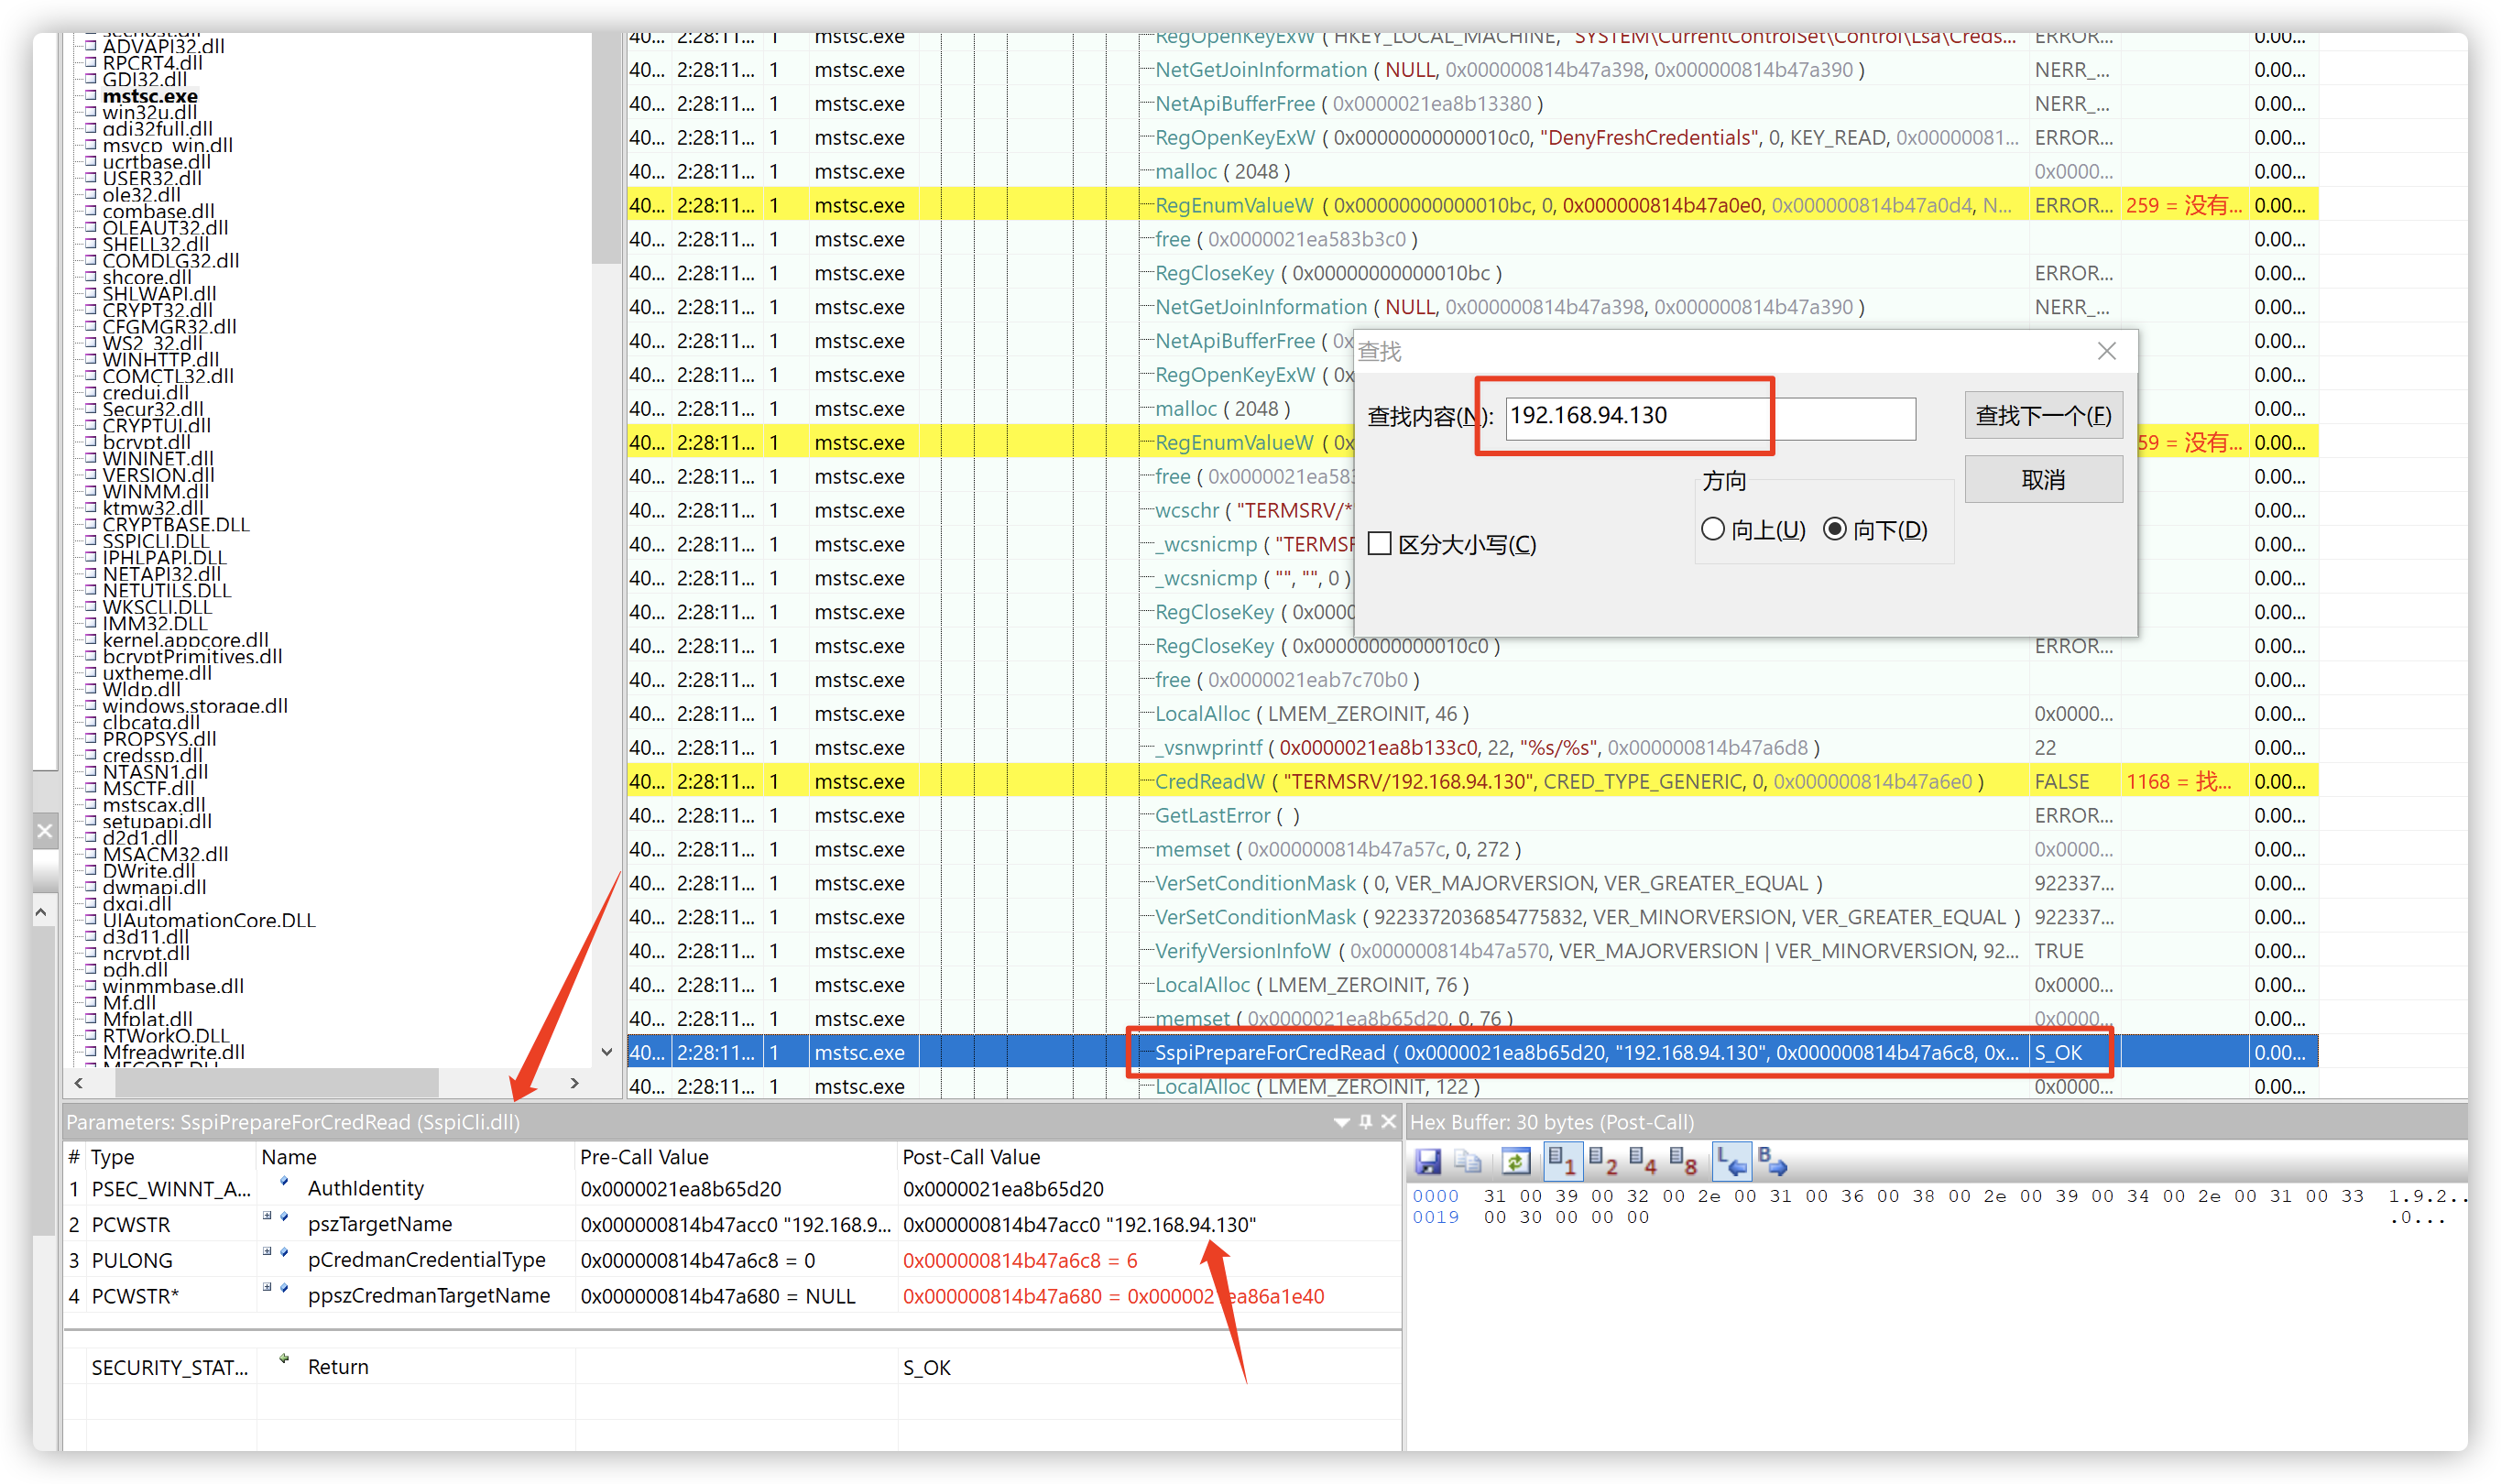 ADVAPI32.dll
RPCRT4.dll
GDI32.dll
mstsc.exe
win32u.dll
gdi32full.dll
msvcp_win.dll
ucrtbase.dll
USER32.dll
ole32.dll
combase.dll
OLEAUT32.dll
SHELL32.dll
COMDLG32.dll
shcore.dll
SHLWAPI.dll
CRYPT32.dll
CFGMGR32.dll
WS2_32.dll
WINHTTP.dll
COMCTL32.dll
credui.dll
Secur32.dll
CRYPTUI.dll
bcrypt.dll
WININET.dll
VERSION.dll
WINMM.dll
ktmw32.dll
CRYPTBASE.DLL
SSPICLI.DLL
IPHLPAPI.DLL
NETAPI32.dll
NETUTILS.DLL
WKSCLI.DLL
IMM32.DLL
kernel.appcore.dll
bcryptPrimitives.dll
uxtheme.dll
Wldp.dll
windows.storage.dll
clbcatq.dll
PROPSYS.dll
credssp.dll
NTASN1.dll
MSCTF.dll
mstscax.dll
setupapi.dll
d2d1.dll
MSACM32.dll
DWrite.dll
dwmapi.dll
dxgi.dll
UIAutomationCore.DLL
d3d11.dll
ncrypt.dll
pdh.dll
winmmbase.dll
Mf.dll
Mfplat.dll
RTWorkQ.DLL
Mfreadwrite.dll
40... 2:28:11... 1 mstsc.exe RegOpenKeyExW ( HKEY_LOCAL_MACHINE, "SYSTEM\CurrentControlSet\Control\Lsa\Creds... ERROR... 0.00...
40... 2:28:11... 1 mstsc.exe NetGetJoinInformation ( NULL, 0x000000814b47a398, 0x000000814b47a390 ) NERR_... 0.00...
40... 2:28:11... 1 mstsc.exe NetApiBufferFree ( 0x0000021ea8b13380 ) NERR_... 0.00...
40... 2:28:11... 1 mstsc.exe RegOpenKeyExW ( 0x00000000000010c0, "DenyFreshCredentials", 0, KEY_READ, 0x00000081... ERROR... 0.00...
40... 2:28:11... 1 mstsc.exe malloc ( 2048 ) 0x0000... 0.00...
40... 2:28:11... 1 mstsc.exe RegEnumValueW ( 0x00000000000010bc, 0, 0x000000814b47a0e0, 0x000000814b47a0d4, N... ERROR... 259 = 没有... 0.00...
40... 2:28:11... 1 mstsc.exe free ( 0x0000021ea583b3c0 ) 0.00...
40... 2:28:11... 1 mstsc.exe RegCloseKey ( 0x00000000000010bc ) ERROR... 0.00...
40... 2:28:11... 1 mstsc.exe NetGetJoinInformation ( NULL, 0x000000814b47a398, 0x000000814b47a390 ) NERR_... 0.00...
40... 2:28:11... 1 mstsc.exe NetApiBufferFree ( 0x 0.00...
40... 2:28:11... 1 mstsc.exe RegOpenKeyExW ( 0x 0.00...
40... 2:28:11... 1 mstsc.exe malloc ( 2048 ) 0.00...
40... 2:28:11... 1 mstsc.exe RegEnumValueW ( 0x 59 = 没有... 0.00...
40... 2:28:11... 1 mstsc.exe free ( 0x0000021ea583 0.00...
40... 2:28:11... 1 mstsc.exe wcschr ( "TERMSRV/* 0.00...
40... 2:28:11... 1 mstsc.exe _wcsnicmp ( "TERMSR 0.00...
40... 2:28:11... 1 mstsc.exe _wcsnicmp ( "", "", 0 ) 0.00...
40... 2:28:11... 1 mstsc.exe RegCloseKey ( 0x0000 0.00...
40... 2:28:11... 1 mstsc.exe RegCloseKey ( 0x00000000000010c0 ) ERROR... 0.00...
40... 2:28:11... 1 mstsc.exe free ( 0x0000021eab7c70b0 ) 0.00...
40... 2:28:11... 1 mstsc.exe LocalAlloc ( LMEM_ZEROINIT, 46 ) 0x0000... 0.00...
40... 2:28:11... 1 mstsc.exe _vsnwprintf ( 0x0000021ea8b133c0, 22, "%s/%s", 0x000000814b47a6d8 ) 22 0.00...
40... 2:28:11... 1 mstsc.exe CredReadW ( "TERMSRV/192.168.94.130", CRED_TYPE_GENERIC, 0, 0x000000814b47a6e0 ) FALSE 1168 = 找... 0.00...
40... 2:28:11... 1 mstsc.exe GetLastError ( ) ERROR... 0.00...
40... 2:28:11... 1 mstsc.exe memset ( 0x000000814b47a57c, 0, 272 ) 0x0000... 0.00...
40... 2:28:11... 1 mstsc.exe VerSetConditionMask ( 0, VER_MAJORVERSION, VER_GREATER_EQUAL ) 922337... 0.00...
40... 2:28:11... 1 mstsc.exe VerSetConditionMask ( 9223372036854775832, VER_MINORVERSION, VER_GREATER_EQUAL ) 922337... 0.00...
40... 2:28:11... 1 mstsc.exe VerifyVersionInfoW ( 0x000000814b47a570, VER_MAJORVERSION | VER_MINORVERSION, 92... TRUE 0.00...
40... 2:28:11... 1 mstsc.exe LocalAlloc ( LMEM_ZEROINIT, 76 ) 0x0000... 0.00...
40... 2:28:11... 1 mstsc.exe memset ( 0x0000021ea8b65d20, 0, 76 ) 0x0000... 0.00...
40... 2:28:11... 1 mstsc.exe SspiPrepareForCredRead ( 0x0000021ea8b65d20, "192.168.94.130", 0x000000814b47a6c8, 0x... S_OK 0.00...
40... 2:28:11... 1 mstsc.exe LocalAlloc ( LMEM_ZEROINIT, 122 ) 0x0000... 0.00...
查找
查找内容(N): 192.168.94.130 查找下一个(F)
取消
方向
向上(U) 向下(D)
区分大小写(C)
Parameters: SspiPrepareForCredRead (SspiCli.dll)
# Type Name Pre-Call Value Post-Call Value
1 PSEC_WINNT_A... AuthIdentity 0x0000021ea8b65d20 0x0000021ea8b65d20
2 PCWSTR pszTargetName 0x000000814b47acc0 "192.168.9... 0x000000814b47acc0 "192.168.94.130"
3 PULONG pCredmanCredentialType 0x000000814b47a6c8 = 0 0x000000814b47a6c8 = 6
4 PCWSTR* ppszCredmanTargetName 0x000000814b47a680 = NULL 0x000000814b47a680 = 0x0000021ea86a1e40
SECURITY_STAT... Return S_OK
Hex Buffer: 30 bytes (Post-Call)
1 2 4 8 L B
0000 31 00 39 00 32 00 2e 00 31 00 36 00 38 00 2e 00 39 00 34 00 2e 00 31 00 33 1.9.2..
0019 00 30 00 00 00 .0...